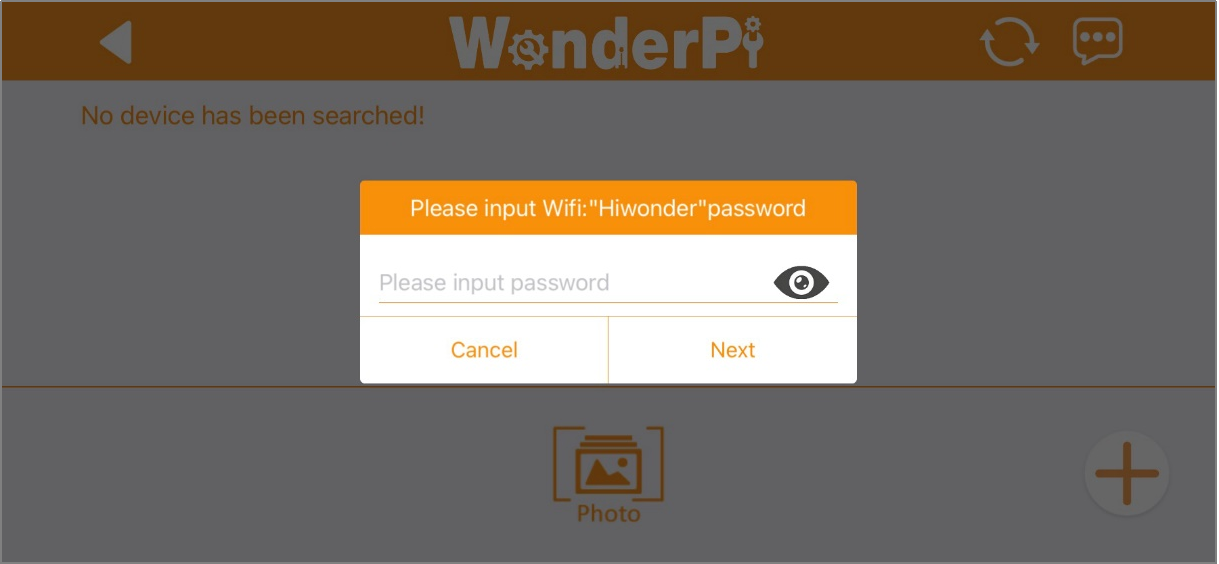 WonderPi
No device has been searched!
Please input Wifi:"Hiwonder"password
Please input password
Cancel
Next
Photo